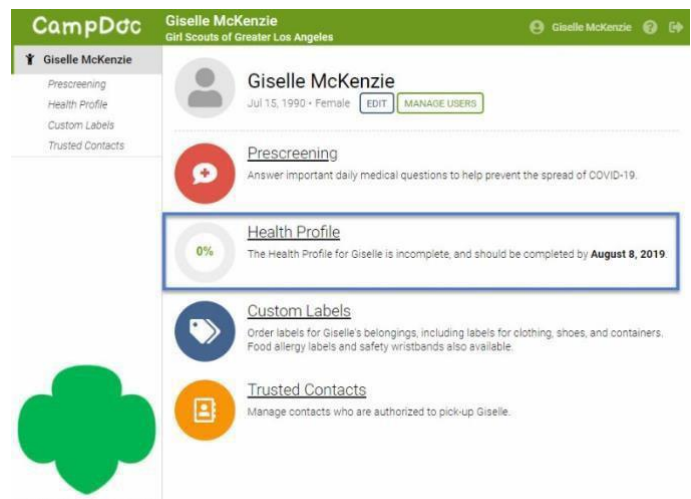 CampDoc
Giselle McKenzie
Girl Scouts of Greater Los Angeles
Giselle McKenzie
Giselle McKenzie
Prescreening
Health Profile
Custom Labels
Trusted Contacts
Giselle McKenzie
Jul 15, 1990 • Female EDIT MANAGE USERS
Prescreening
Answer important daily medical questions to help prevent the spread of COVID-19.
0%
Health Profile
The Health Profile for Giselle is incomplete, and should be completed by August 8, 2019.
Custom Labels
Order labels for Giselle's belongings, including labels for clothing, shoes, and containers.
Food allergy labels and safety wristbands also available.
Trusted Contacts
Manage contacts who are authorized to pick-up Giselle.